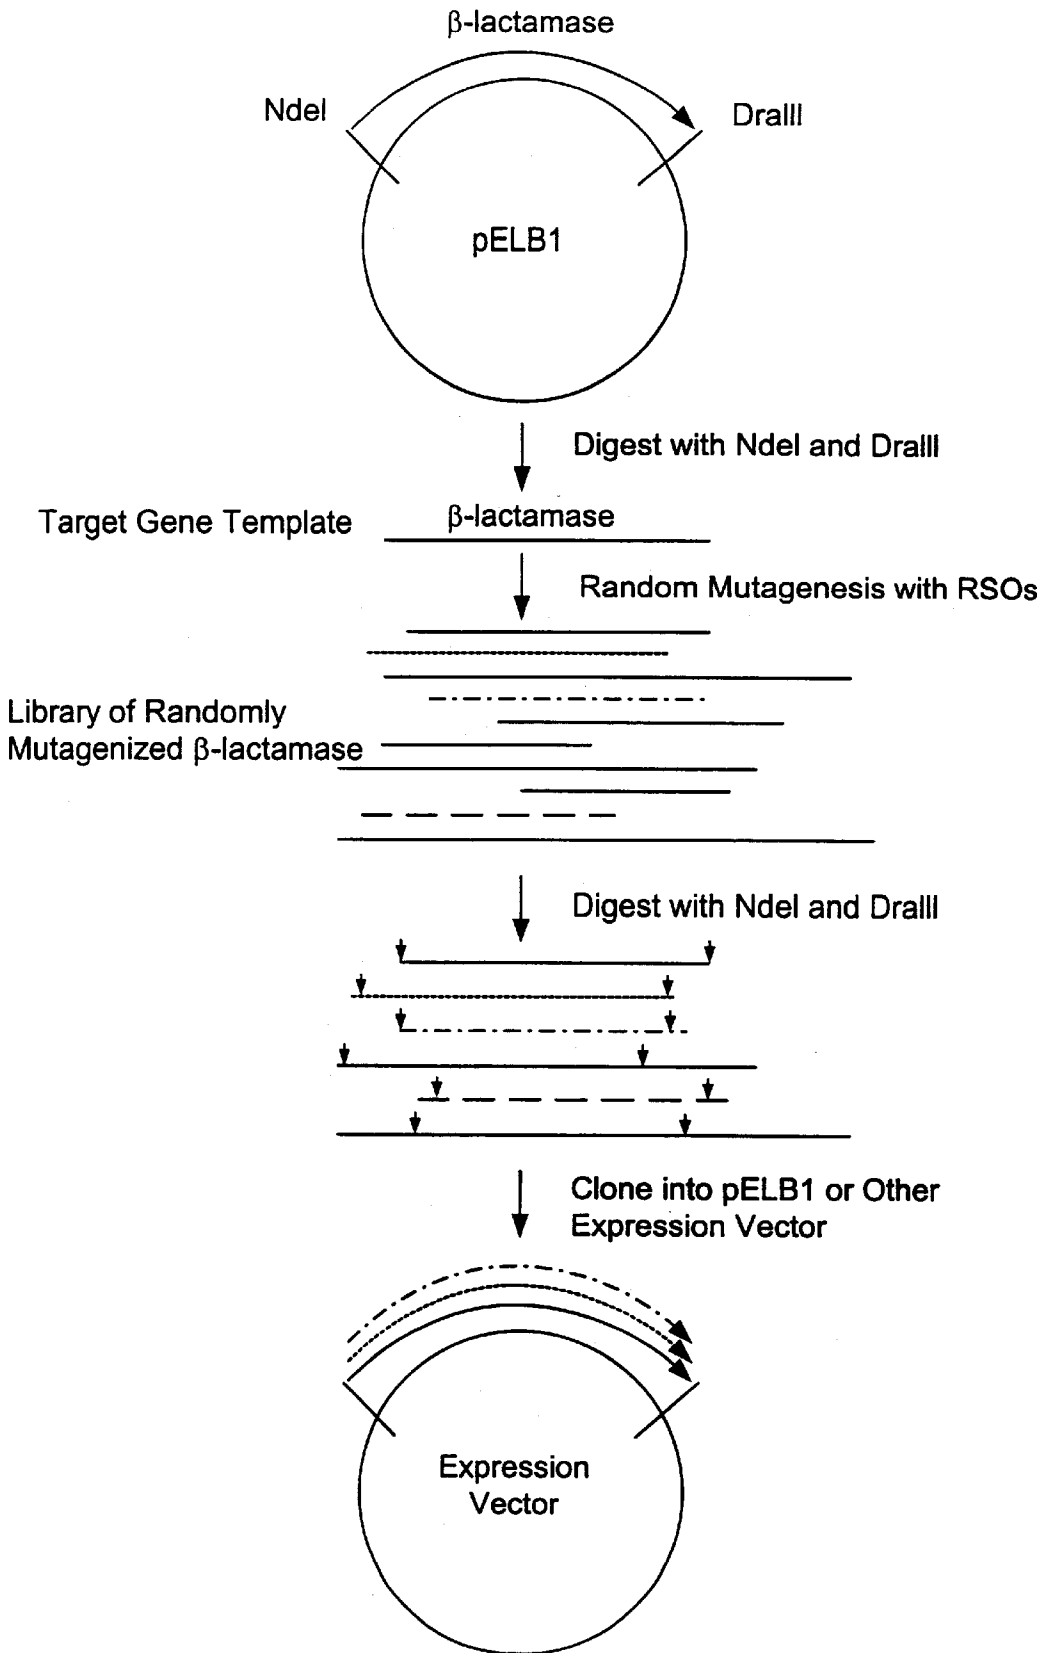 β-lactamase
NdeI
DraIII
pELB1
Digest with NdeI and DraIII
Target Gene Template
β-lactamase
Random Mutagenesis with RSOs
Library of Randomly
Mutagenized β-lactamase
Digest with NdeI and DraIII
Clone into pELB1 or Other
Expression Vector
Expression
Vector